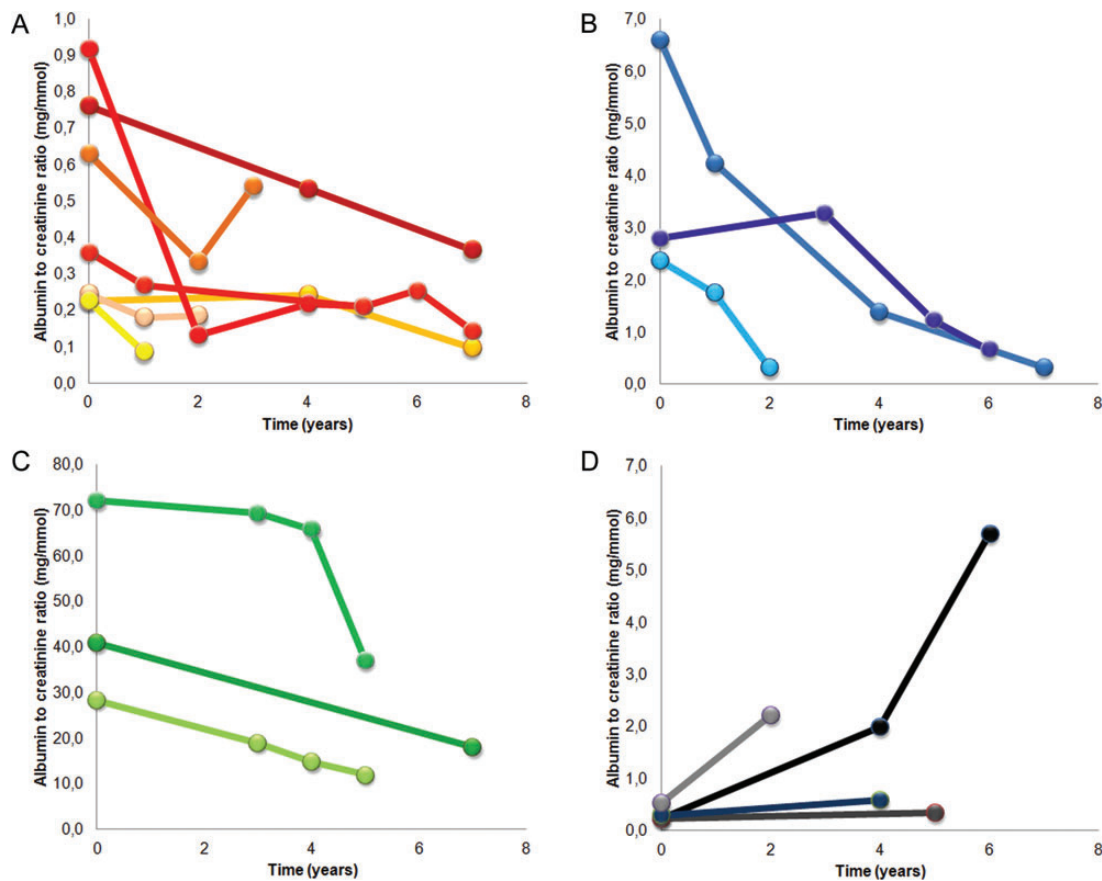 A
Albumin to creatinine ratio (mg/mmol)
1,0
0,9
0,8
0,7
0,6
0,5
0,4
0,3
0,2
0,1
0,0
0 2 4 6 8
Time (years)
B
Albumin to creatinine ratio (mg/mmol)
7,0
6,0
5,0
4,0
3,0
2,0
1,0
0,0
0 2 4 6 8
Time (years)
C
Albumin to creatinine ratio (mg/mmol)
80,0
70,0
60,0
50,0
40,0
30,0
20,0
10,0
0,0
0 2 4 6 8
Time (years)
D
Albumin to creatinine ratio (mg/mmol)
7,0
6,0
5,0
4,0
3,0
2,0
1,0
0,0
0 2 4 6 8
Time (years)